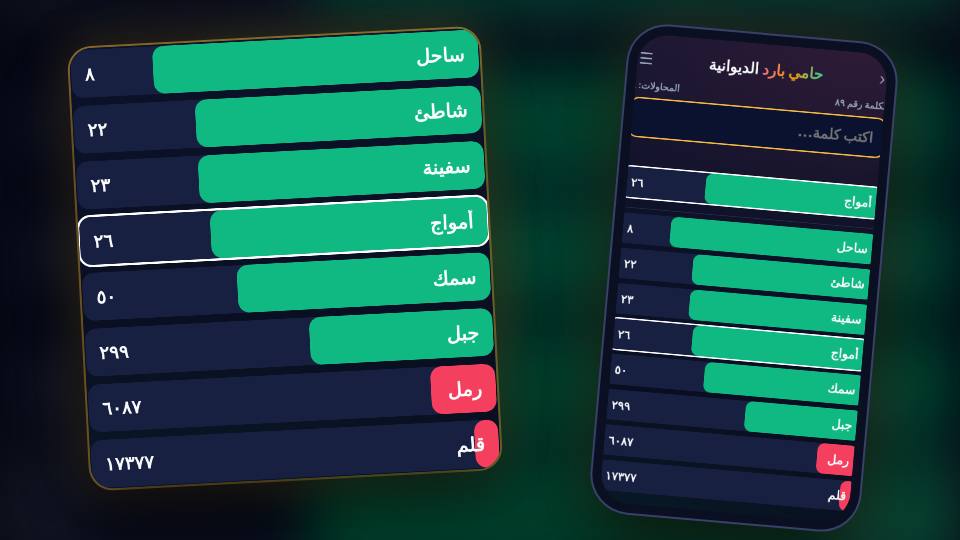 ساحل ٨
شاطئ ٢٢
سفينة ٢٣
أمواج ٢٦
سمك ٥٠
جبل ٢٩٩
رمل ٦٠٨٧
قلم ١٧٣٧٧
حامي بارد الديوانية
كلمة رقم ٨٩ المحاولات:
اكتب كلمة...
أمواج ٢٦
ساحل ٨
شاطئ ٢٢
سفينة ٢٣
أمواج ٢٦
سمك ٥٠
جبل ٢٩٩
رمل ٦٠٨٧
قلم ١٧٣٧٧